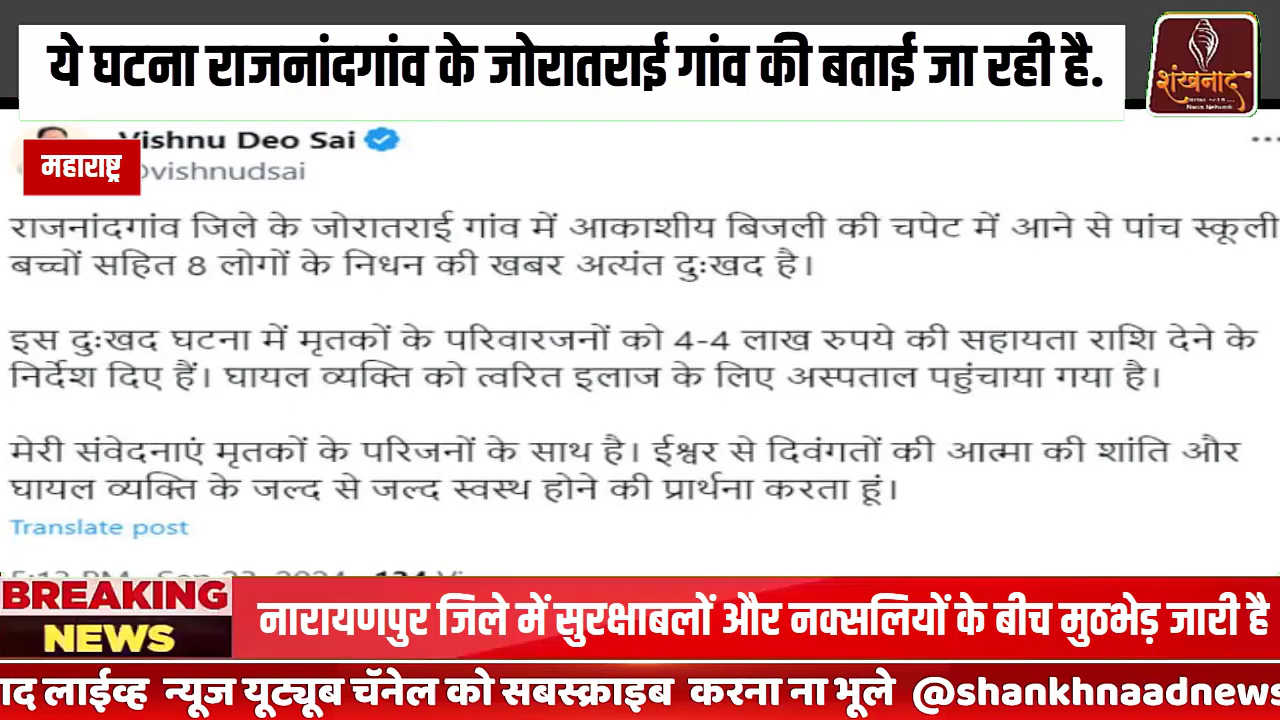 ये घटना राजनांदगांव के जोरातराई गांव की बताई जा रही है.
शंखनाद
News Network
Vishnu Deo Sai
महाराष्ट्र
@vishnudsai
राजनांदगांव जिले के जोरातराई गांव में आकाशीय बिजली की चपेट में आने से पांच स्कूली
बच्चों सहित 8 लोगों के निधन की खबर अत्यंत दुःखद है।
इस दुःखद घटना में मृतकों के परिवारजनों को 4-4 लाख रुपये की सहायता राशि देने के
निर्देश दिए हैं। घायल व्यक्ति को त्वरित इलाज के लिए अस्पताल पहुंचाया गया है।
मेरी संवेदनाएं मृतकों के परिजनों के साथ है। ईश्वर से दिवंगतों की आत्मा की शांति और
घायल व्यक्ति के जल्द से जल्द स्वस्थ होने की प्रार्थना करता हूं।
Translate post
BREAKING
NEWS
नारायणपुर जिले में सुरक्षाबलों और नक्सलियों के बीच मुठभेड़ जारी है
ाद लाईव्ह न्यूज यूट्यूब चॅनेल को सबस्क्राइब करना ना भूले @shankhnaadnews